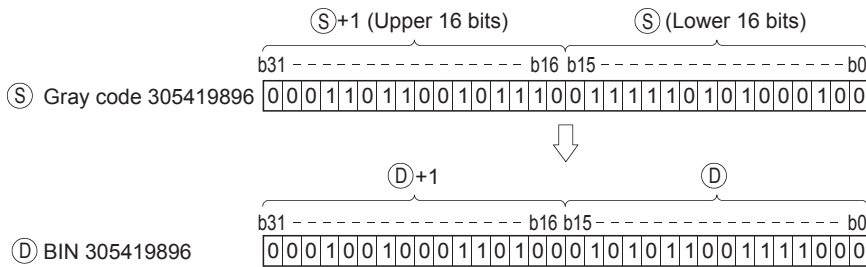 Ⓢ+1 (Upper 16 bits) Ⓢ (Lower 16 bits)
b31 b16 b15 b0
Ⓢ Gray code 305419896 0 0 0 1 1 0 1 1 0 0 1 0 1 1 1 0 0 1 1 1 1 1 0 1 0 1 0 0 0 1 0 0
Ⓓ+1 Ⓓ
b31 b16 b15 b0
Ⓓ BIN 305419896 0 0 0 1 0 0 1 0 0 0 1 1 0 1 0 0 0 1 0 1 0 1 1 0 0 1 1 1 1 0 0 0